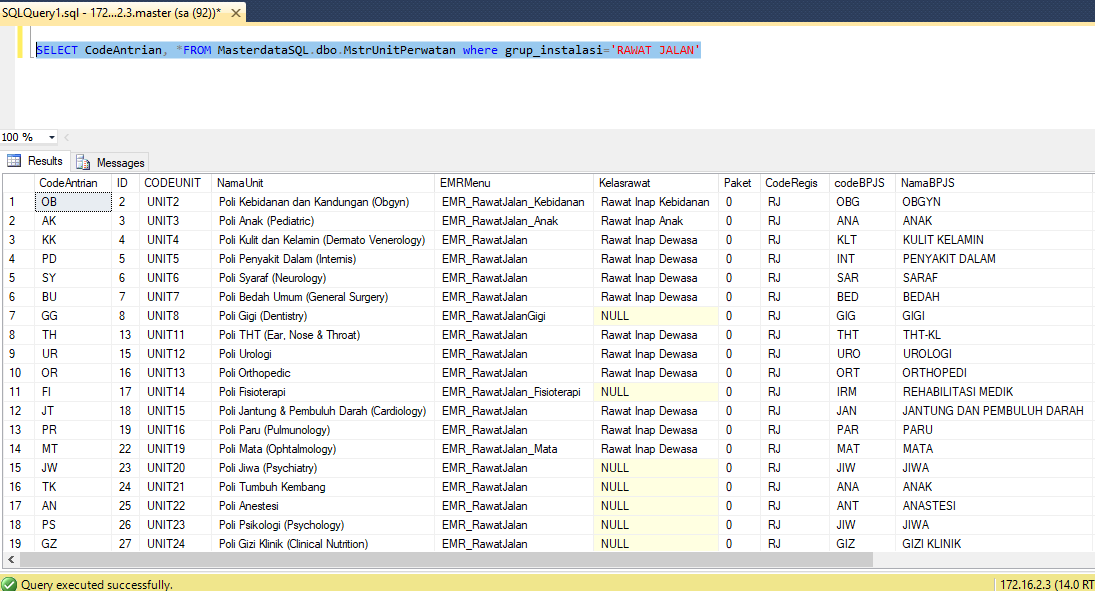 SQLQuery1.sql - 172...2.3.master (sa (92))*
SELECT CodeAntrian, *FROM MasterdataSQL.dbo.MstrUnitPerwatan where grup_instalasi='RAWAT JALAN'
100 %
Results Messages
CodeAntrian ID CODEUNIT NamaUnit EMRMenu Kelasrawat Paket CodeRegis codeBPJS NamaBPJS
1 OB 2 UNIT2 Poli Kebidanan dan Kandungan (Obgyn) EMR_RawatJalan_Kebidanan Rawat Inap Kebidanan 0 RJ OBG OBGYN
2 AK 3 UNIT3 Poli Anak (Pediatric) EMR_RawatJalan_Anak Rawat Inap Anak 0 RJ ANA ANAK
3 KK 4 UNIT4 Poli Kulit dan Kelamin (Dermato Venerology) EMR_RawatJalan Rawat Inap Dewasa 0 RJ KLT KULIT KELAMIN
4 PD 5 UNIT5 Poli Penyakit Dalam (Internis) EMR_RawatJalan Rawat Inap Dewasa 0 RJ INT PENYAKIT DALAM
5 SY 6 UNIT6 Poli Syaraf (Neurology) EMR_RawatJalan Rawat Inap Dewasa 0 RJ SAR SARAF
6 BU 7 UNIT7 Poli Bedah Umum (General Surgery) EMR_RawatJalan Rawat Inap Dewasa 0 RJ BED BEDAH
7 GG 8 UNIT8 Poli Gigi (Dentistry) EMR_RawatJalanGigi NULL 0 RJ GIG GIGI
8 TH 13 UNIT11 Poli THT (Ear, Nose & Throat) EMR_RawatJalan Rawat Inap Dewasa 0 RJ THT THT-KL
9 UR 15 UNIT12 Poli Urologi EMR_RawatJalan Rawat Inap Dewasa 0 RJ URO UROLOGI
10 OR 16 UNIT13 Poli Orthopedic EMR_RawatJalan Rawat Inap Dewasa 0 RJ ORT ORTHOPEDI
11 FI 17 UNIT14 Poli Fisioterapi EMR_RawatJalan_Fisioterapi NULL 0 RJ IRM REHABILITASI MEDIK
12 JT 18 UNIT15 Poli Jantung & Pembuluh Darah (Cardiology) EMR_RawatJalan Rawat Inap Dewasa 0 RJ JAN JANTUNG DAN PEMBULUH DARAH
13 PR 19 UNIT16 Poli Paru (Pulmunology) EMR_RawatJalan Rawat Inap Dewasa 0 RJ PAR PARU
14 MT 22 UNIT19 Poli Mata (Ophtalmology) EMR_RawatJalan_Mata Rawat Inap Dewasa 0 RJ MAT MATA
15 JW 23 UNIT20 Poli Jiwa (Psychiatry) EMR_RawatJalan NULL 0 RJ JIW JIWA
16 TK 24 UNIT21 Poli Tumbuh Kembang EMR_RawatJalan NULL 0 RJ ANA ANAK
17 AN 25 UNIT22 Poli Anestesi EMR_RawatJalan NULL 0 RJ ANT ANASTESI
18 PS 26 UNIT23 Poli Psikologi (Psychology) EMR_RawatJalan NULL 0 RJ JIW JIWA
19 GZ 27 UNIT24 Poli Gizi Klinik (Clinical Nutrition) EMR_RawatJalan NULL 0 RJ GIZ GIZI KLINIK
Query executed successfully. 172.16.2.3 (14.0 RT